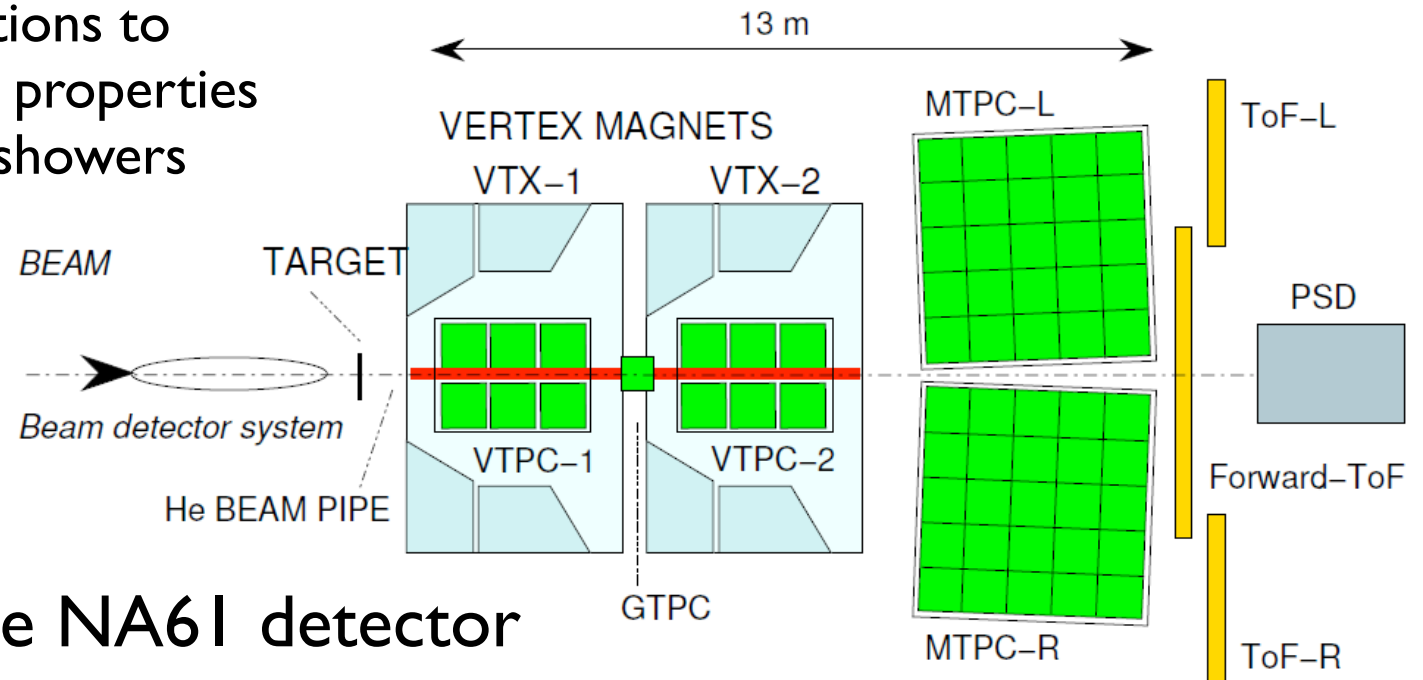 tions to
properties
showers
13 m
VERTEX MAGNETS
VTX−1
VTX−2
MTPC−L
ToF−L
BEAM
TARGET
PSD
Beam detector system
VTPC−1
VTPC−2
Forward−ToF
He BEAM PIPE
GTPC
e NA61 detector
MTPC−R
ToF−R